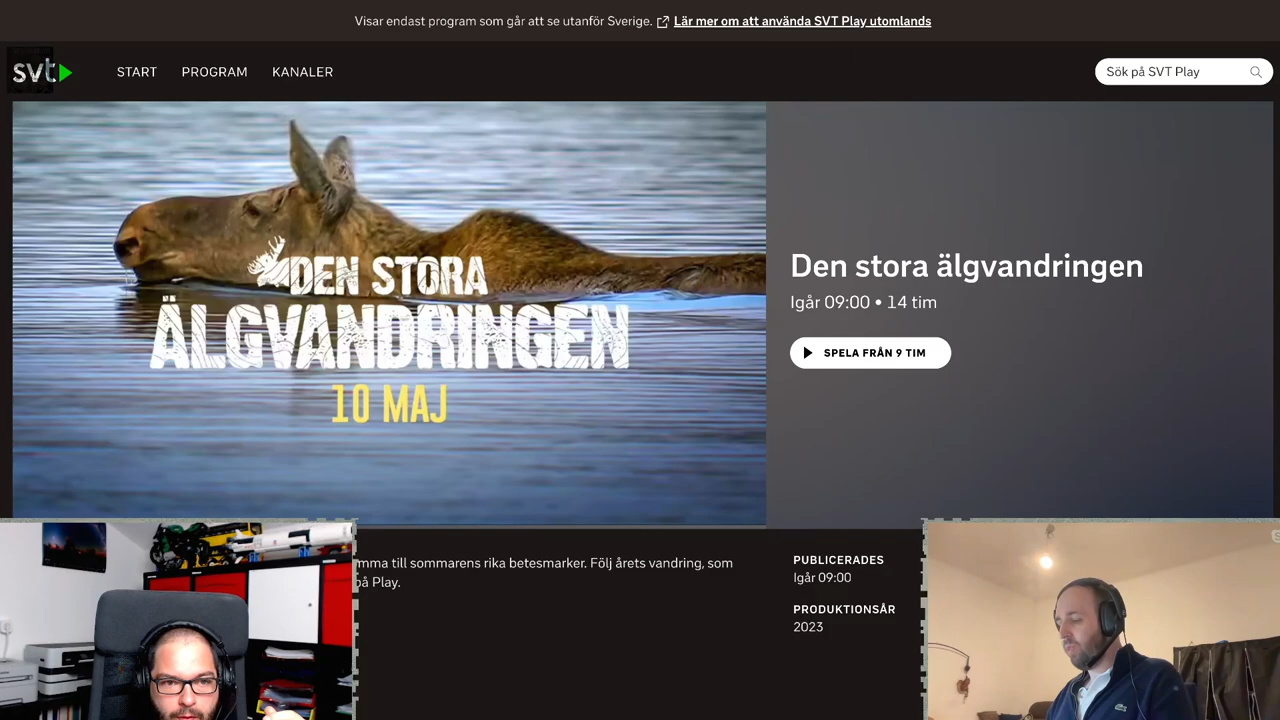 Visar endast program som går att se utanför Sverige. Lär mer om att använda SVT Play utomlands
svt
START PROGRAM KANALER
Sök på SVT Play
DEN STORA
ÄLGVANDRINGEN
10 MAJ
Den stora älgvandringen
Igår 09:00 • 14 tim
SPELA FRÅN 9 TIM
mma till sommarens rika betesmarker. Följ årets vandring, som
på Play.
PUBLICERADES
Igår 09:00
PRODUKTIONSÅR
2023